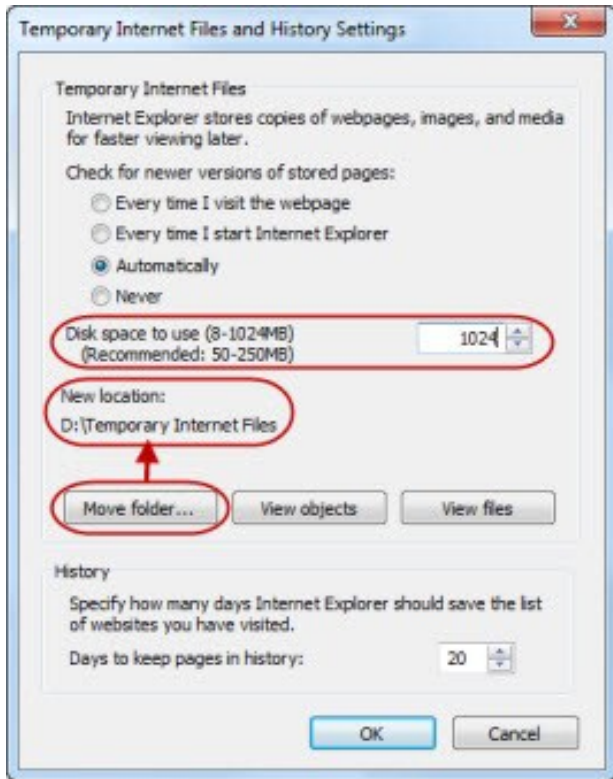 Temporary Internet Files and History Settings
Temporary Internet Files
Internet Explorer stores copies of webpages, images, and media
for faster viewing later.
Check for newer versions of stored pages:
Every time I visit the webpage
Every time I start Internet Explorer
Automatically
Never
Disk space to use (8-1024MB) 1024
(Recommended: 50-250MB)
New location:
D:\Temporary Internet Files
Move folder... View objects View files
History
Specify how many days Internet Explorer should save the list
of websites you have visited.
Days to keep pages in history: 20
OK Cancel